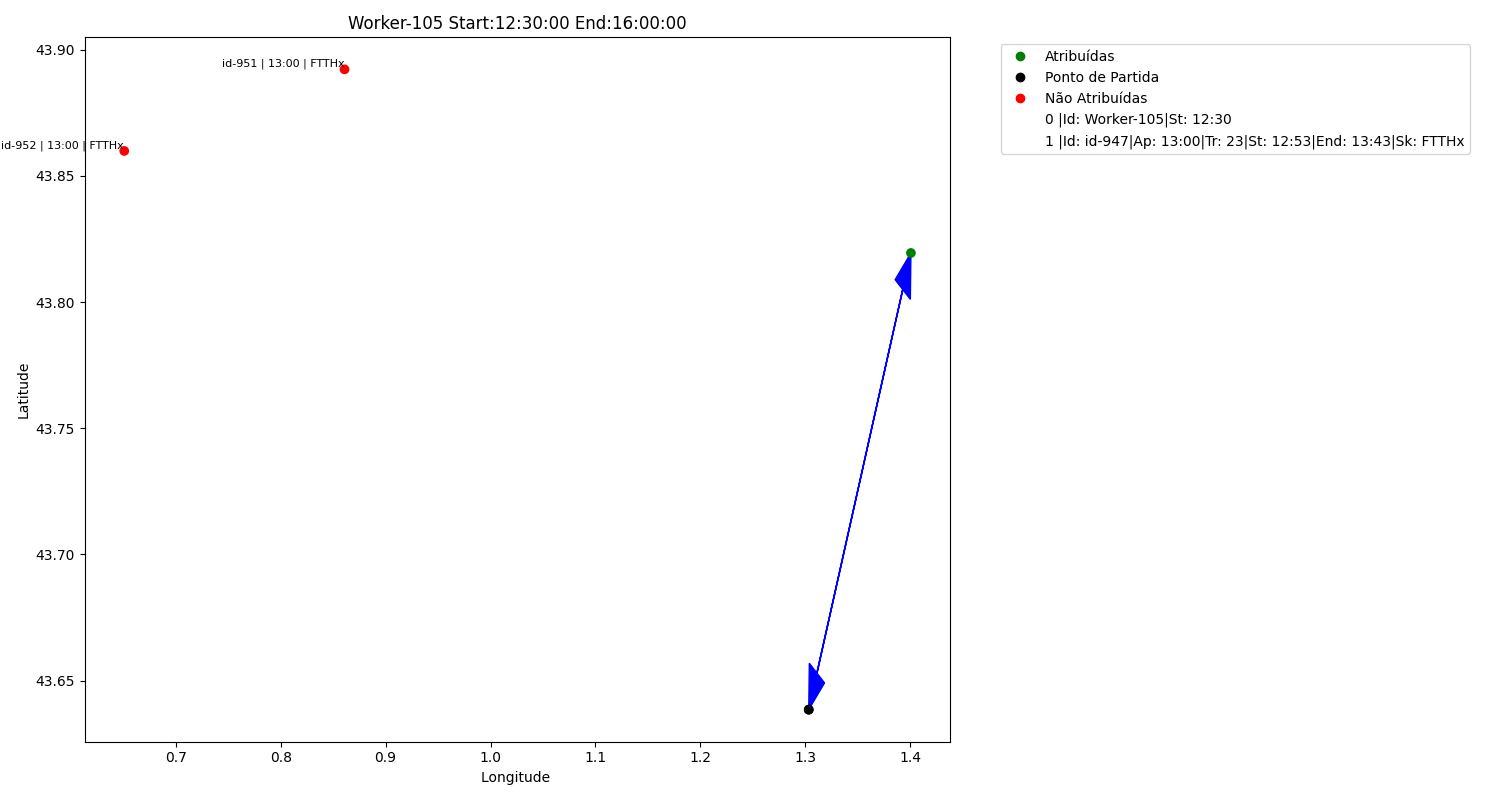 Worker-105 Start:12:30:00 End:16:00:00
43.90
43.85
43.80
43.75
43.70
43.65
Latitude
id-951 | 13:00 | FTTHx
id-952 | 13:00 | FTTHx
0.7
0.8
0.9
1.0
1.1
1.2
1.3
1.4
Longitude
Atribuídas
Ponto de Partida
Não Atribuídas
0 |Id: Worker-105|St: 12:30
1 |Id: id-947|Ap: 13:00|Tr: 23|St: 12:53|End: 13:43|Sk: FTTHx